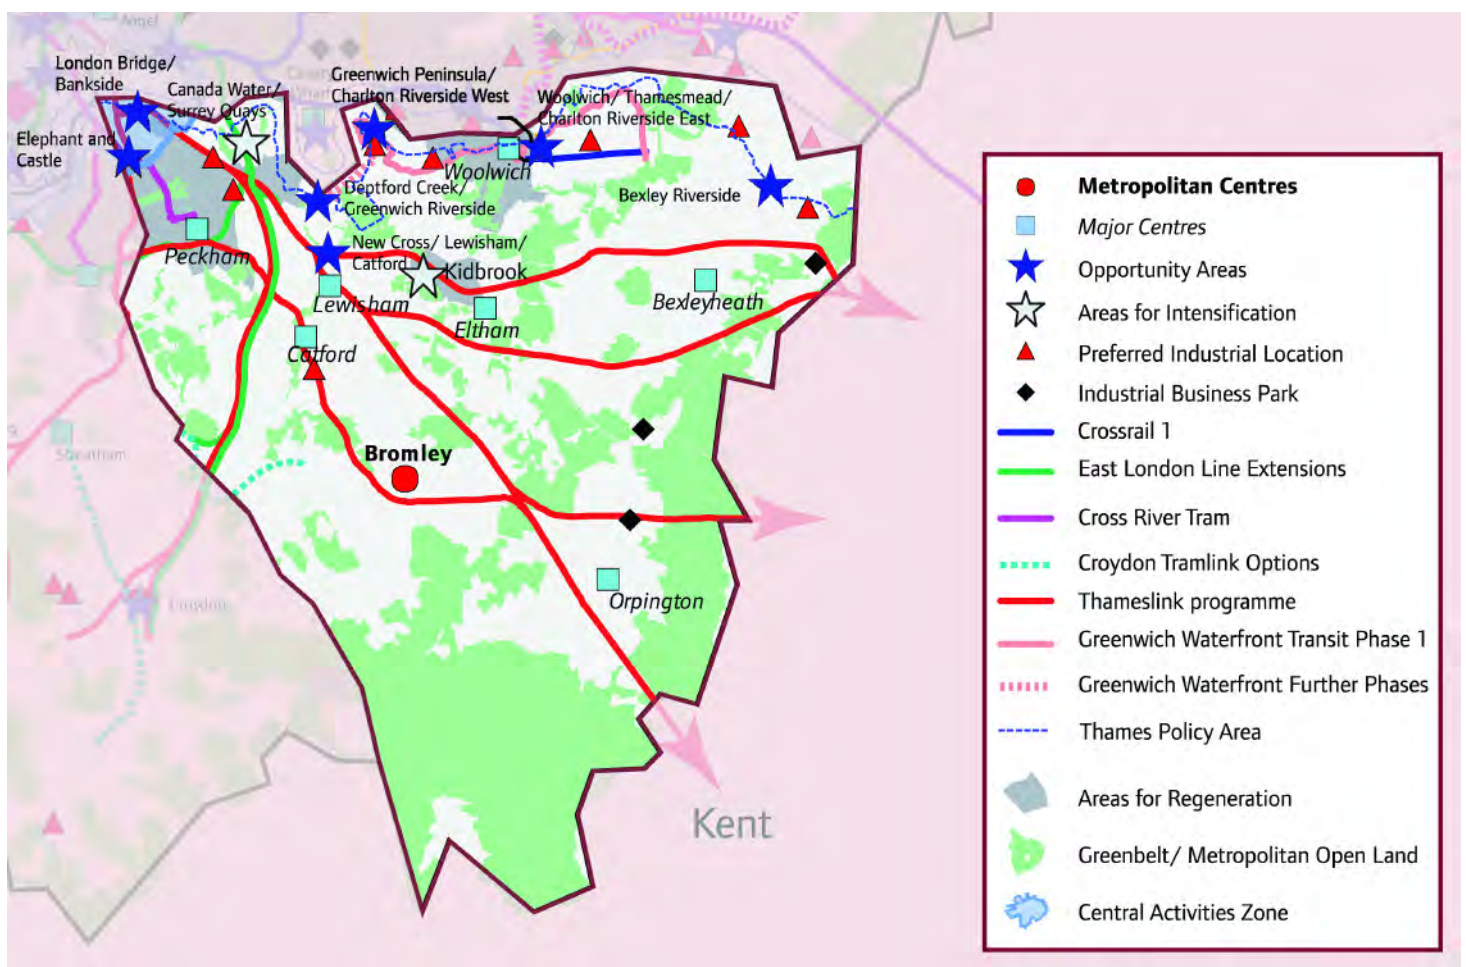 Angel
London Bridge/
Bankside
Canada Water/
Surrey Quays
Greenwich Peninsula/
Charlton Riverside West
Woolwich/ Thamesmead/
Charlton Riverside East
Elephant and
Castle
Woolwich
Deptford Creek/
Greenwich Riverside
Bexley Riverside
Peckham
New Cross/ Lewisham/
Catford
Kidbrook
Lewisham
Eltham
Bexleyheath
Catford
Streatham
Bromley
Orpington
Croydon
Kent
Metropolitan Centres
Major Centres
Opportunity Areas
Areas for Intensification
Preferred Industrial Location
Industrial Business Park
Crossrail 1
East London Line Extensions
Cross River Tram
Croydon Tramlink Options
Thameslink programme
Greenwich Waterfront Transit Phase 1
Greenwich Waterfront Further Phases
Thames Policy Area
Areas for Regeneration
Greenbelt/ Metropolitan Open Land
Central Activities Zone